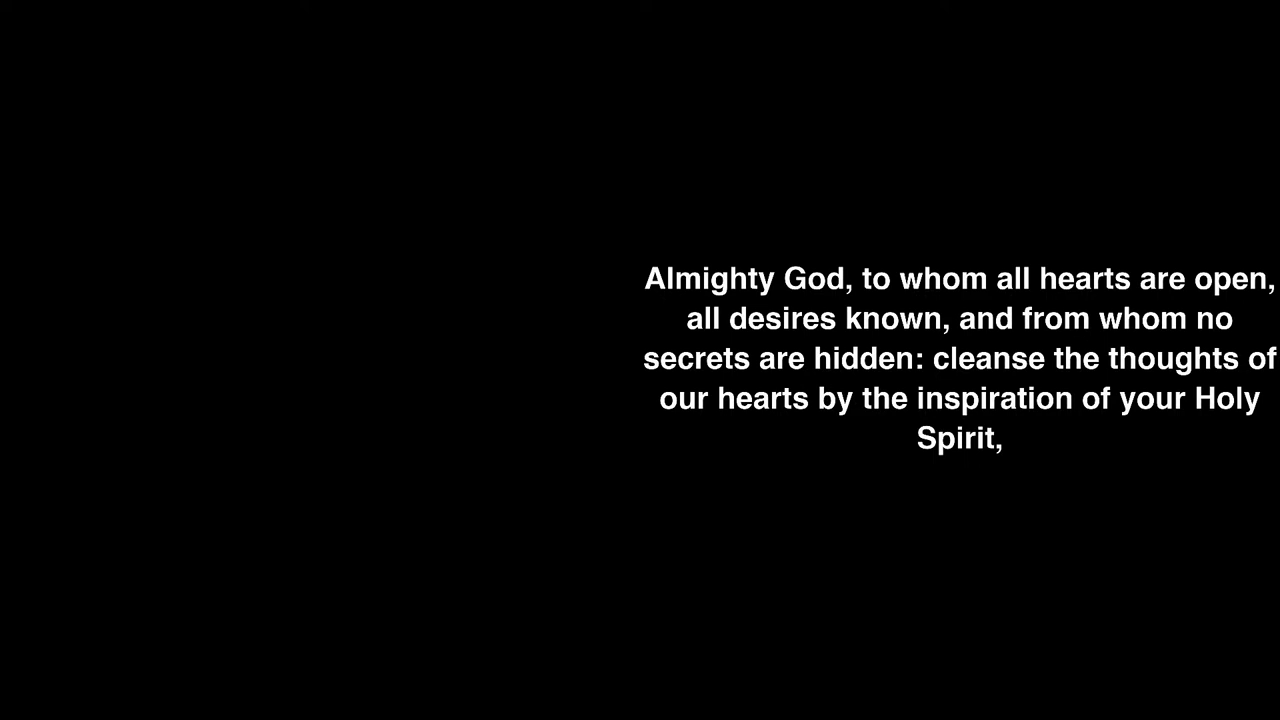 Almighty God, to whom all hearts are open,
all desires known, and from whom no
secrets are hidden: cleanse the thoughts of
our hearts by the inspiration of your Holy
Spirit,